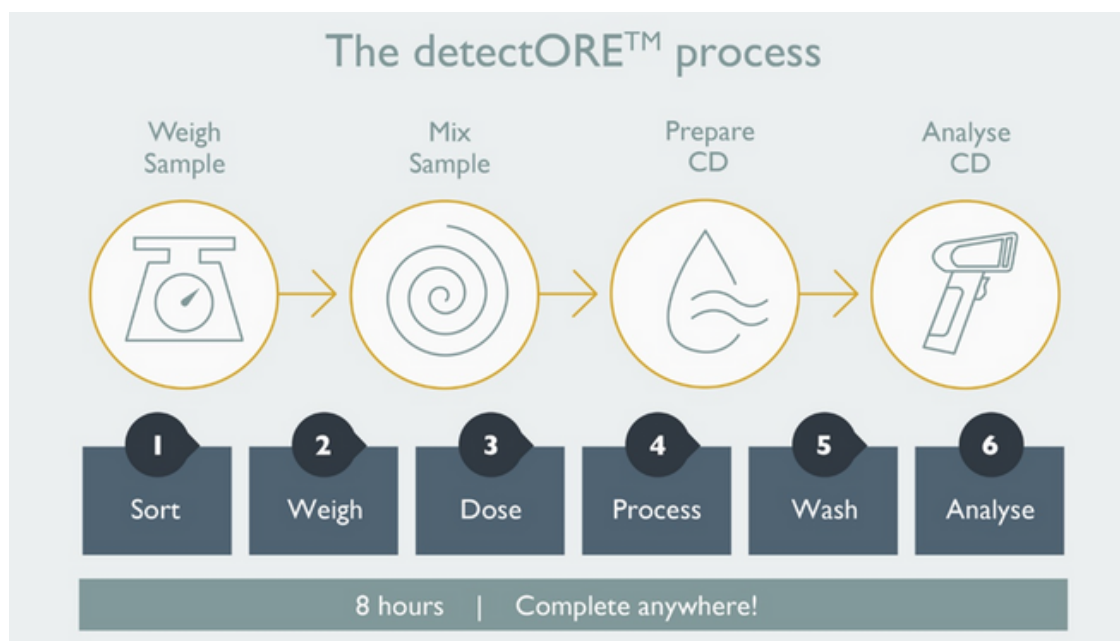 The detectORE™ process
Weigh
Sample
Mix
Sample
Prepare
CD
Analyse
CD
1
2
3
4
5
6
Sort
Weigh
Dose
Process
Wash
Analyse
8 hours | Complete anywhere!